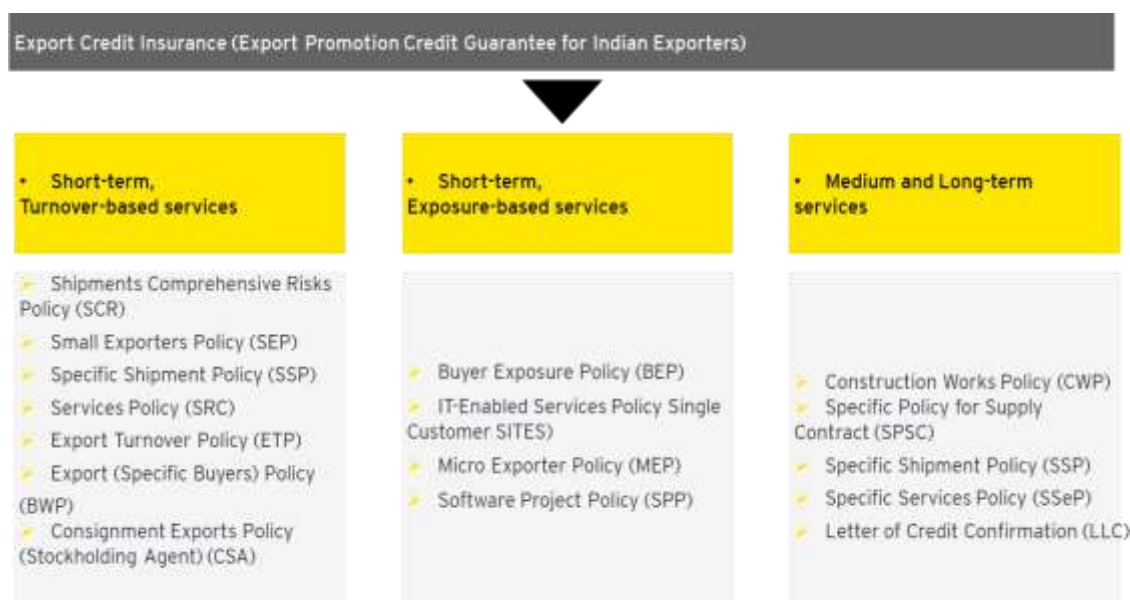 Export Credit Insurance (Export Promotion Credit Guarantee for Indian Exporters)
• Short-term,
Turnover-based services
• Short-term,
Exposure-based services
• Medium and Long-term
services
➢ Shipments Comprehensive Risks
Policy (SCR)
➢ Small Exporters Policy (SEP)
➢ Specific Shipment Policy (SSP)
➢ Services Policy (SRC)
➢ Export Turnover Policy (ETP)
➢ Export (Specific Buyers) Policy
(BWP)
➢ Consignment Exports Policy
(Stockholding Agent) (CSA)
➢ Buyer Exposure Policy (BEP)
➢ IT-Enabled Services Policy Single
Customer SITES)
➢ Micro Exporter Policy (MEP)
➢ Software Project Policy (SPP)
➢ Construction Works Policy (CWP)
➢ Specific Policy for Supply
Contract (SPSC)
➢ Specific Shipment Policy (SSP)
➢ Specific Services Policy (SSeP)
➢ Letter of Credit Confirmation (LLC)